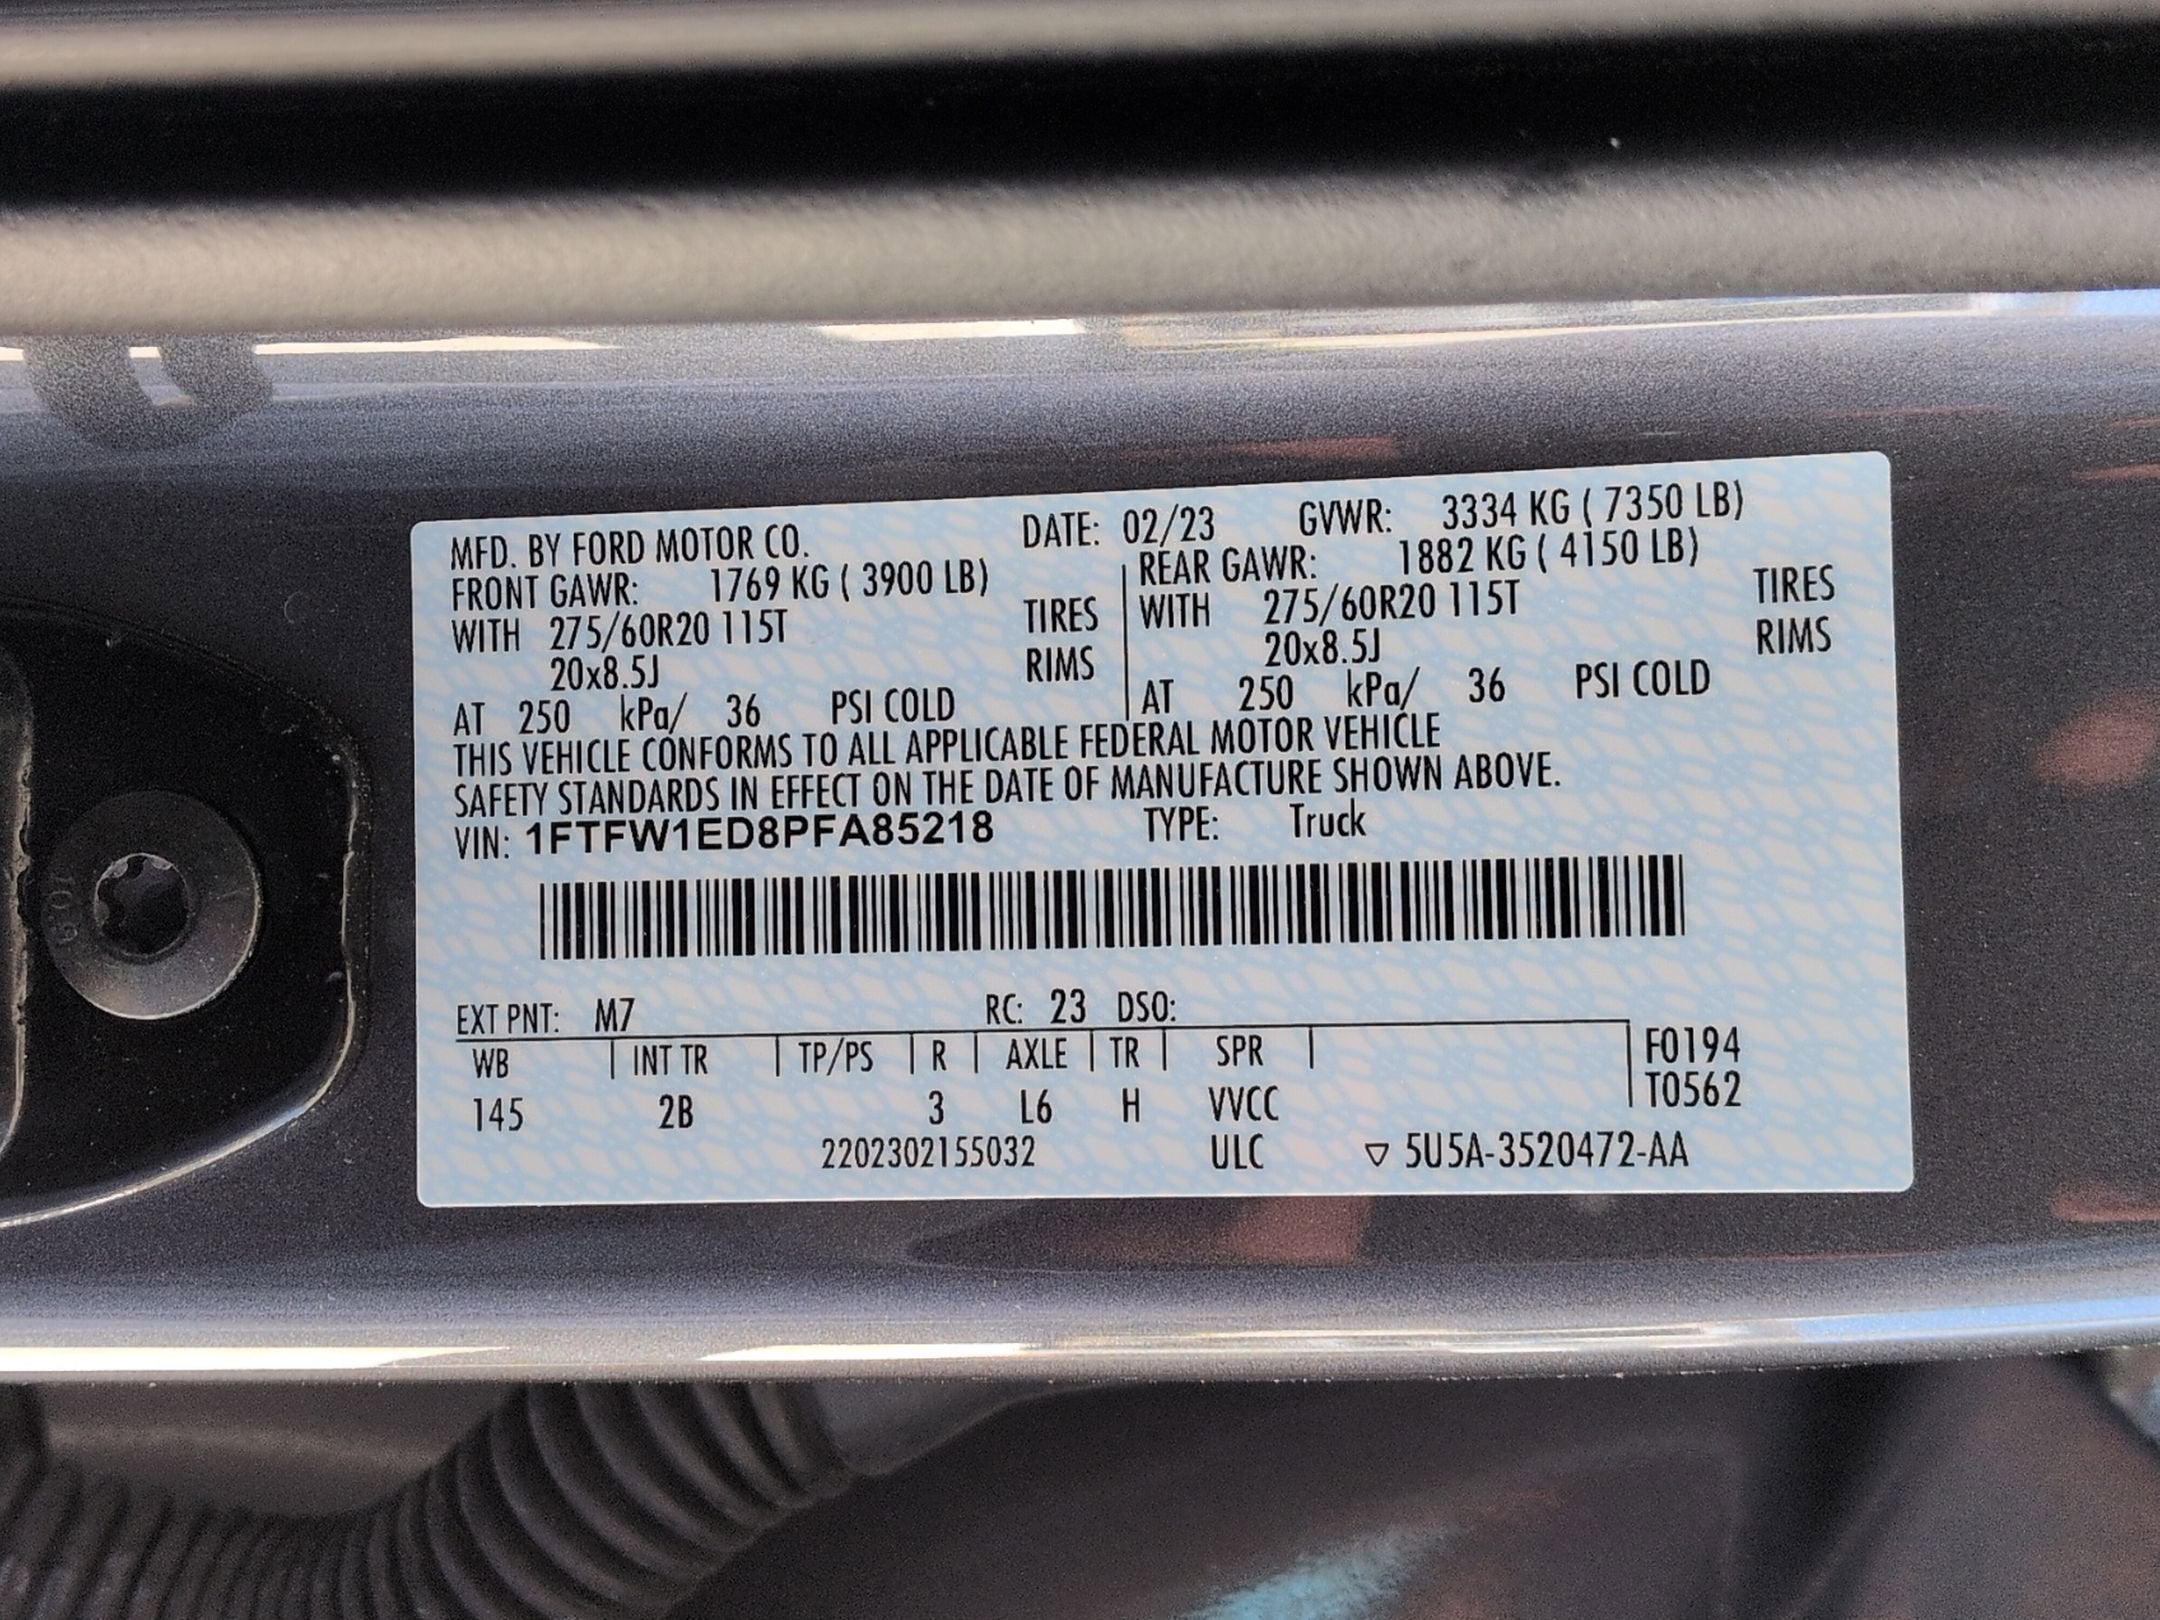 MFD. BY FORD MOTOR CO. DATE: 02/23 GVWR: 3334 KG ( 7350 LB)
FRONT GAWR: 1769 KG ( 3900 LB) REAR GAWR: 1882 KG ( 4150 LB)
WITH 275/60R20 115T TIRES WITH 275/60R20 115T TIRES
20x8.5J RIMS 20x8.5J RIMS
AT 250 kPa/ 36 PSI COLD AT 250 kPa/ 36 PSI COLD
THIS VEHICLE CONFORMS TO ALL APPLICABLE FEDERAL MOTOR VEHICLE
SAFETY STANDARDS IN EFFECT ON THE DATE OF MANUFACTURE SHOWN ABOVE.
VIN: 1FTFW1ED8PFA85218 TYPE: Truck
EXT PNT: M7 RC: 23 DSO:
WB INT TR TP/PS R AXLE TR SPR F0194
T0562
145 2B 3 L6 H VVCC
2202302155032 ULC ▽ 5U5A-3520472-AA
10.9